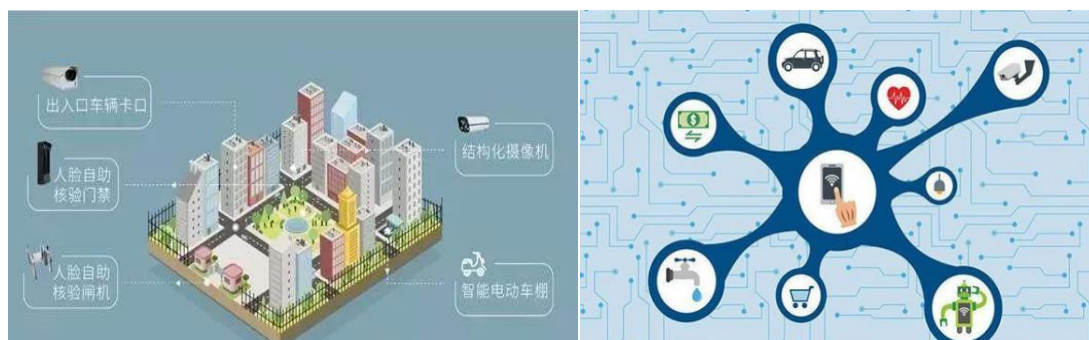 出入口车辆卡口
人脸自助
核验门禁
人脸自助
核验闸机
结构化摄像机
智能电动车棚